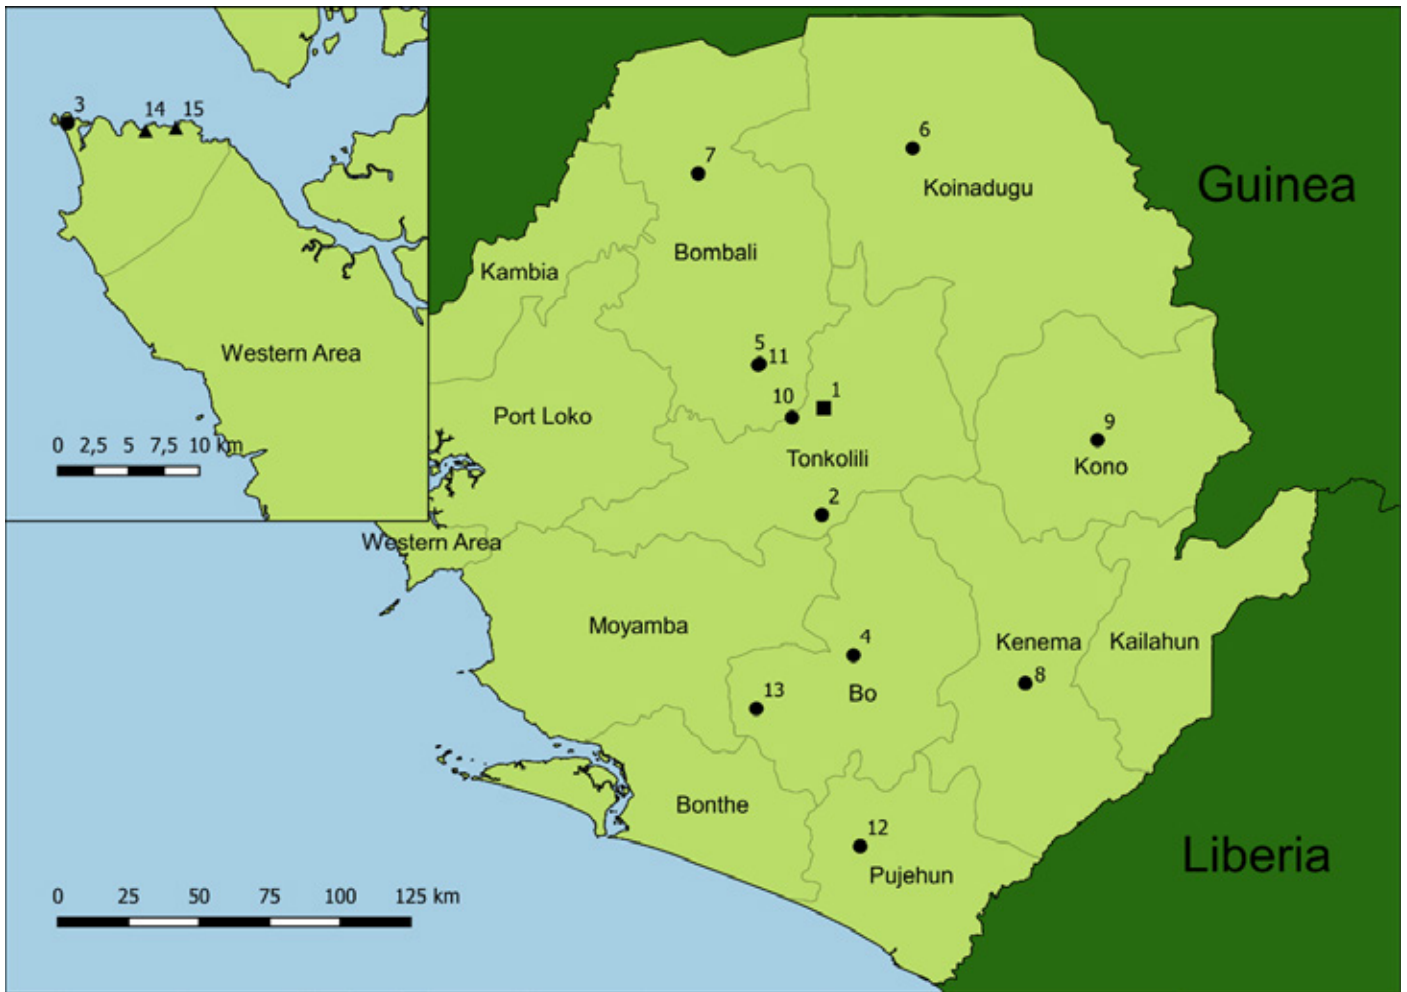 3
14
15
Western Area
0 2,5 5 7,5 10 km
6
7
Koinadugu
Guinea
Bombali
Kambia
5
11
10
1
Port Loko
9
Tonkolili
Kono
2
Western Area
Moyamba
4
Kenema
Kailahun
8
13
Bo
Bonthe
12
Pujehun
Liberia
0 25 50 75 100 125 km